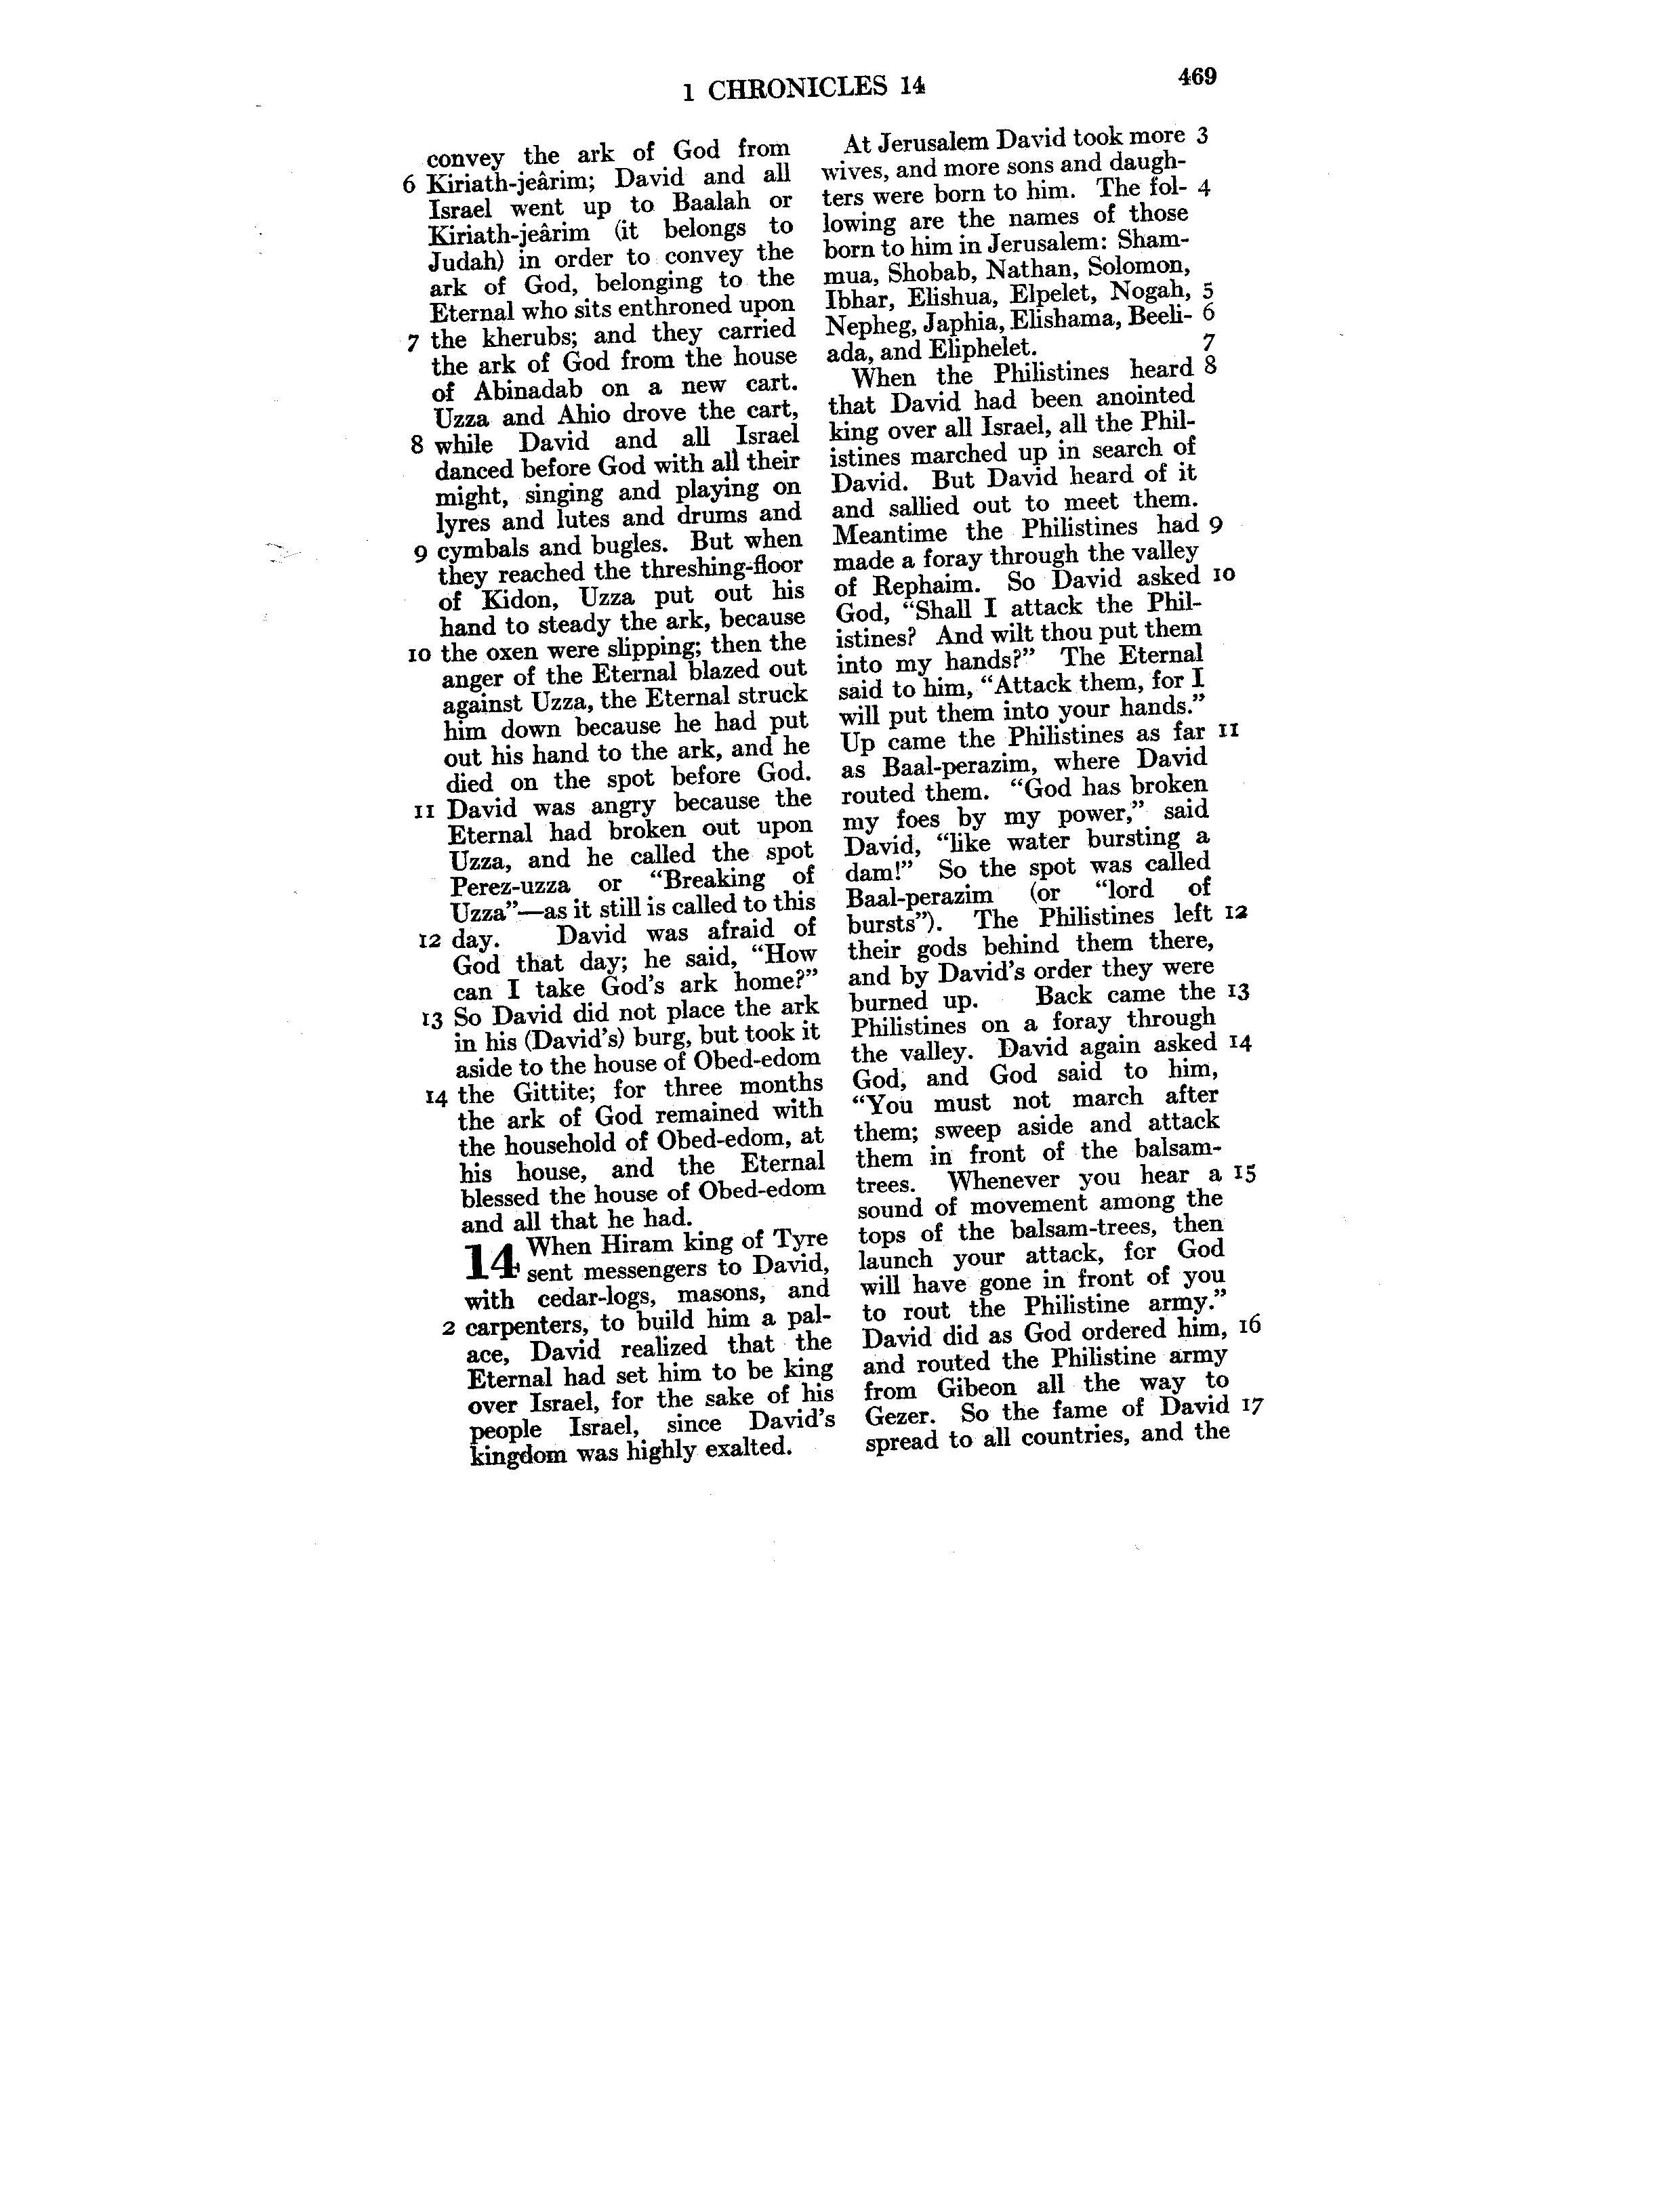 1 CHRONICLES 14
469
convey the ark of God from
6 Kiriath-jeârim; David and all
Israel went up to Baalah or
Kiriath-jeârim (it belongs to
Judah) in order to convey the
ark of God, belonging to the
Eternal who sits enthroned upon
7 the kherubs; and they carried
the ark of God from the house
of Abinadab on a new cart.
Uzza and Ahio drove the cart,
8 while David and all Israel
danced before God with all their
might, singing and playing on
lyres and lutes and drums and
9 cymbals and bugles. But when
they reached the threshing-floor
of Kidon, Uzza put out his
hand to steady the ark, because
10 the oxen were slipping; then the
anger of the Eternal blazed out
against Uzza, the Eternal struck
him down because he had put
out his hand to the ark, and he
died on the spot before God.
11 David was angry because the
Eternal had broken out upon
Uzza, and he called the spot
Perez-uzza or “Breaking of
Uzza”—as it still is called to this
12 day. David was afraid of
God that day; he said, “How
can I take God’s ark home?”
13 So David did not place the ark
in his (David’s) burg, but took it
aside to the house of Obed-edom
14 the Gittite; for three months
the ark of God remained with
the household of Obed-edom, at
his house, and the Eternal
blessed the house of Obed-edom
and all that he had.
14 When Hiram king of Tyre
sent messengers to David,
with cedar-logs, masons, and
2 carpenters, to build him a pal-
ace, David realized that the
Eternal had set him to be king
over Israel, for the sake of his
people Israel, since David’s
kingdom was highly exalted.
At Jerusalem David took more 3
wives, and more sons and daugh-
ters were born to him. The fol- 4
lowing are the names of those
born to him in Jerusalem: Sham-
mua, Shobab, Nathan, Solomon,
Ibhar, Elishua, Elpelet, Nogah, 5
Nepheg, Japhia, Elishama, Beeli- 6
ada, and Eliphelet. 7
When the Philistines heard 8
that David had been anointed
king over all Israel, all the Phil-
istines marched up in search of
David. But David heard of it
and sallied out to meet them.
Meantime the Philistines had 9
made a foray through the valley
of Rephaim. So David asked 10
God, “Shall I attack the Phil-
istines? And wilt thou put them
into my hands?” The Eternal
said to him, “Attack them, for I
will put them into your hands.”
Up came the Philistines as far 11
as Baal-perazim, where David
routed them. “God has broken
my foes by my power,” said
David, “like water bursting a
dam!” So the spot was called
Baal-perazim (or “lord of
bursts”). The Philistines left 12
their gods behind them there,
and by David’s order they were
burned up. Back came the 13
Philistines on a foray through
the valley. David again asked 14
God, and God said to him,
“You must not march after
them; sweep aside and attack
them in front of the balsam-
trees. Whenever you hear a 15
sound of movement among the
tops of the balsam-trees, then
launch your attack, for God
will have gone in front of you
to rout the Philistine army.”
David did as God ordered him, 16
and routed the Philistine army
from Gibeon all the way to
Gezer. So the fame of David 17
spread to all countries, and the